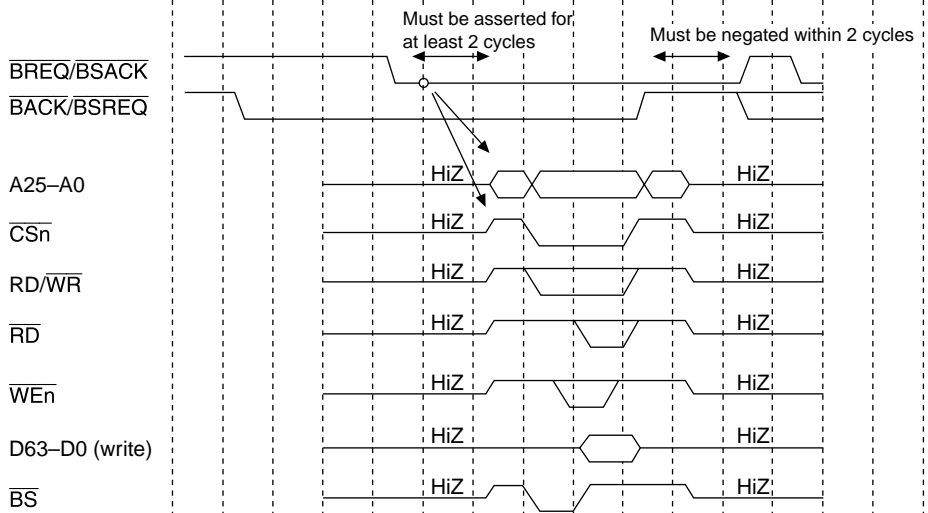 Must be asserted for
at least 2 cycles
Must be negated within 2 cycles
BREQ/BSACK
BACK/BSREQ
A25–A0
HiZ
HiZ
CSn
HiZ
HiZ
RD/WR
HiZ
HiZ
RD
HiZ
HiZ
WEn
HiZ
HiZ
D63–D0 (write)
HiZ
HiZ
BS
HiZ
HiZ